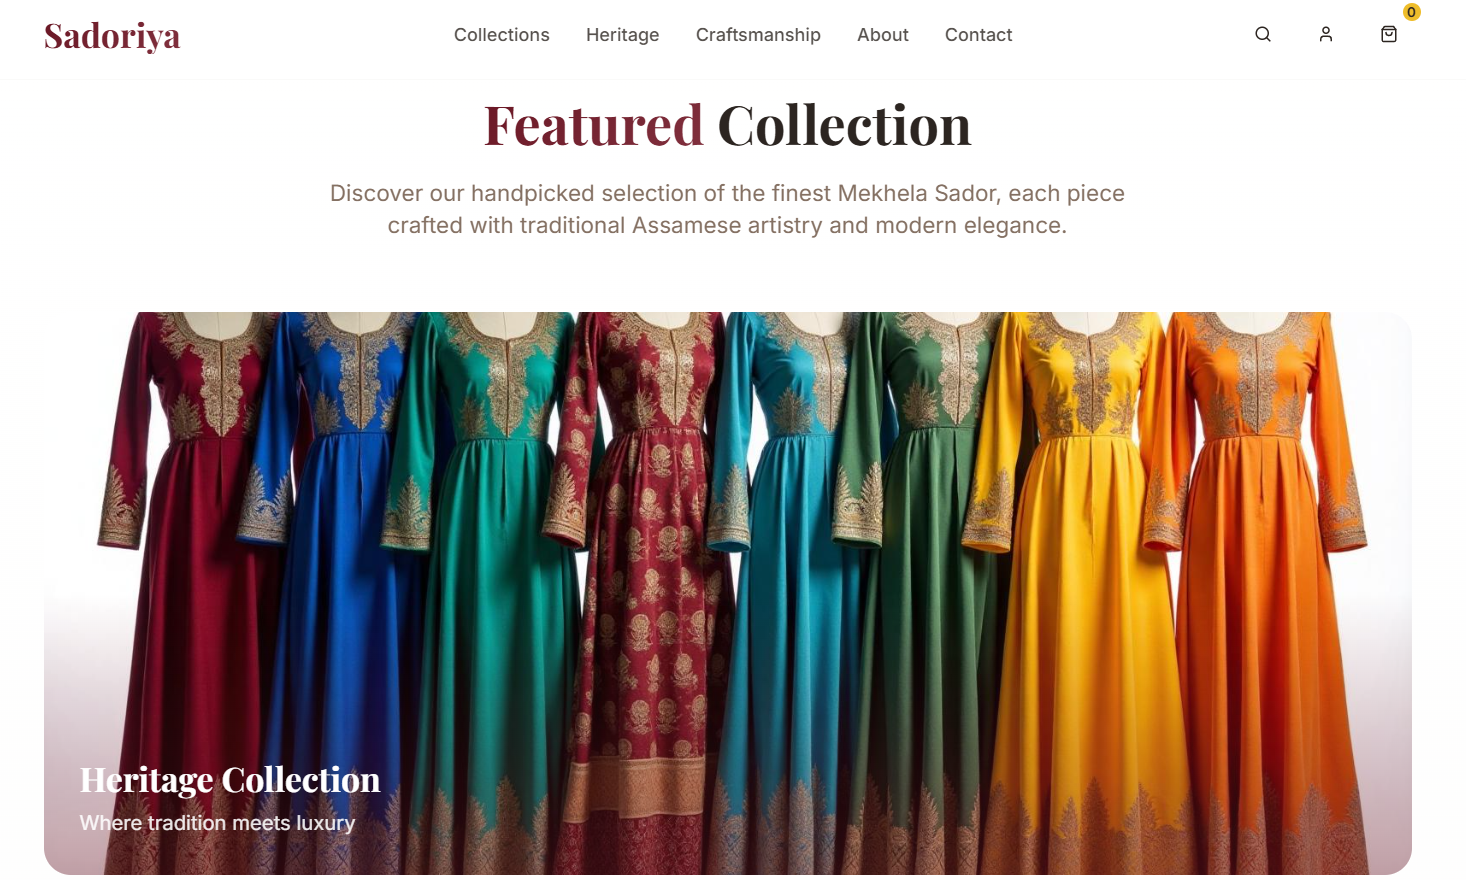 Sadoriya
Collections
Heritage
Craftsmanship
About
Contact
0
Featured Collection
Discover our handpicked selection of the finest Mekhela Sador, each piece
crafted with traditional Assamese artistry and modern elegance.
Heritage Collection
Where tradition meets luxury